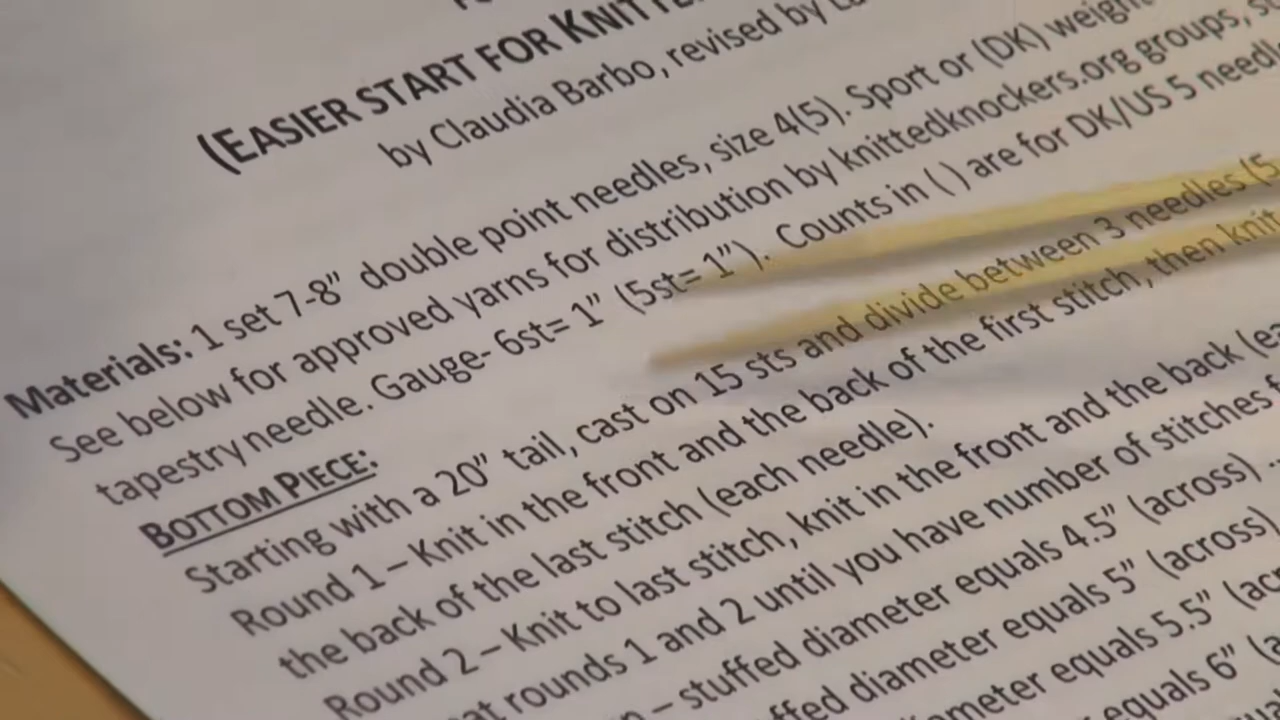 (EASIER START FOR
by Claudia Barbo, revised by
Materials: 1 set 7-8” double point needles, size 4(5). Sport or (DK) weight
See below for approved yarns for distribution by knittedknockers.org groups,
tapestry needle. Gauge- 6st= 1” (5st= 1”). Counts in ( ) are for DK/US 5
BOTTOM PIECE:
Starting with a 20” tail, cast on 15 sts and divide between 3 needles (5
Round 1 – Knit in the front and the back of the first stitch, then knit
the back of the last stitch (each needle).
Round 2 – Knit to last stitch, knit in the front and the back
rounds 1 and 2 until you have number of stitches
– stuffed diameter equals 4.5” (across)
diameter equals 5” (across)
equals 5.5”
equals 6”